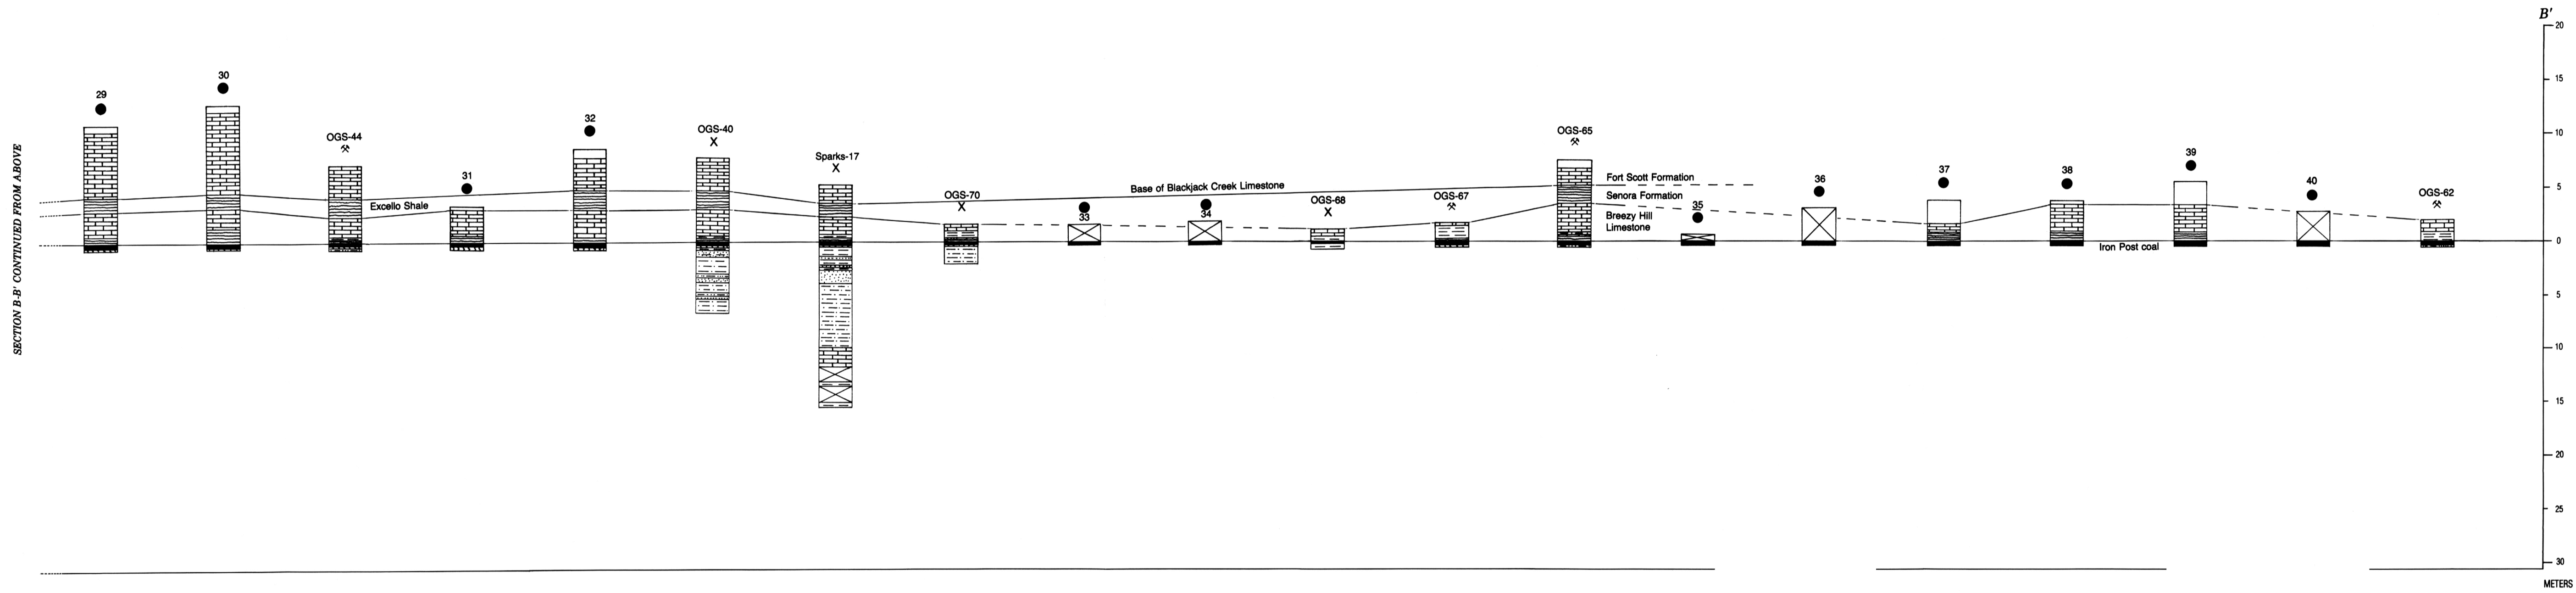 B'
20
15
10
5
0
5
10
15
20
25
30
METERS
SECTION B-B' CONTINUED FROM ABOVE
29
30
OGS-44
31
32
OGS-40
X
Sparks-17
X
OGS-70
X
33
34
OGS-68
X
OGS-67
OGS-65
35
36
37
38
39
40
OGS-62
Excello Shale
Base of Blackjack Creek Limestone
Fort Scott Formation
Senora Formation
Breezy Hill
Limestone
Iron Post coal